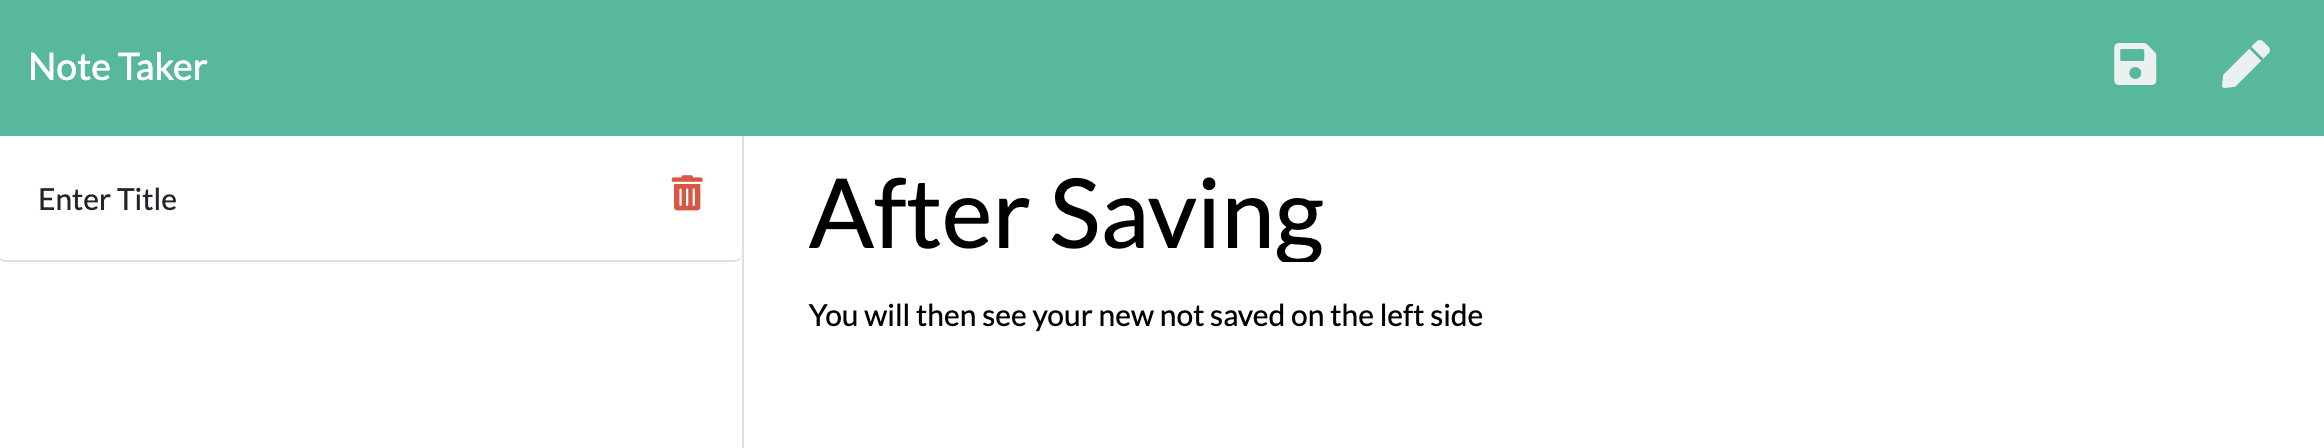 Note Taker
Enter Title
After Saving
You will then see your new not saved on the left side